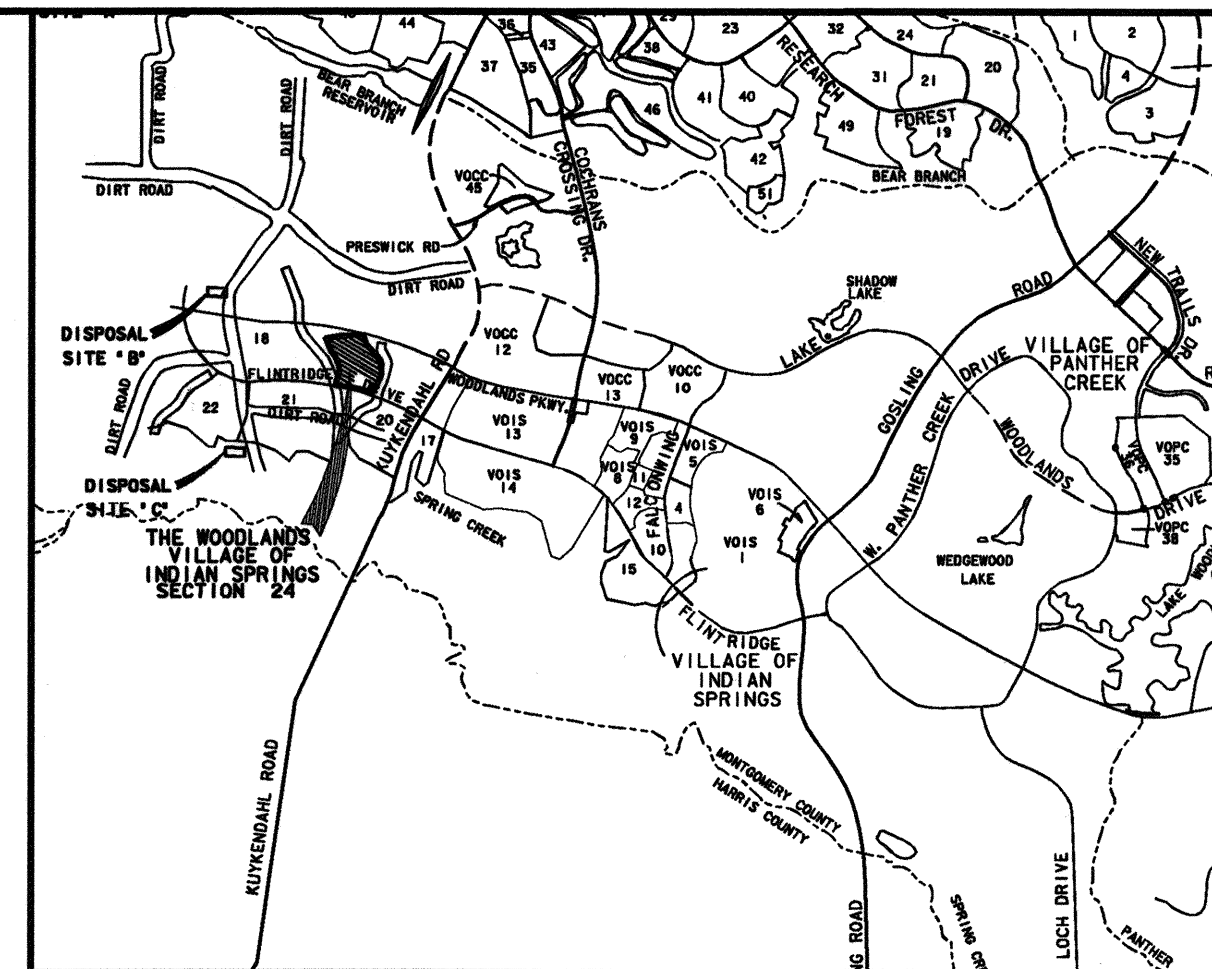 44
36
43
37
35
29
38
23
32
24
1
2
RESEARCH
31
21
20
4
3
46
41
40
49
FOREST
19
DR.
42
51
BEAR BRANCH
BEAR BRANCH
RESERVOIR
DIRT ROAD
DIRT ROAD
DIRT ROAD
VOCC
45
COCHRANS
CROSSING DR.
PRESWICK RD
DIRT ROAD
NEW TRAILS DR.
SHADOW
LAKE
LAKE
ROAD
GOSLING
DISPOSAL
SITE "B"
18
VOCC
12
VILLAGE OF
PANTHER
CREEK
FLINTRIDGE
VE
WOODLANDS PKWY.
VOCC
13
VOCC
10
W. PANTHER CREEK DRIVE
WOODLANDS
DRIVE
DIRT ROAD
22
21
DIRT ROAD
20
KUYKENDAHL RD
17
VOIS
13
VOIS
14
VOIS
9
VOIS
8
11
12
FALCONWING
VOIS
5
4
10
15
VOIS
6
VOIS
1
VOPC
36
VOPC
35
VOPC
38
DISPOSAL
SITE "C"
SPRING CREEK
THE WOODLANDS
VILLAGE OF
INDIAN SPRINGS
SECTION 24
WEDGEWOOD
LAKE
LAKE
FLINTRIDGE
VILLAGE OF
INDIAN
SPRINGS
KUYKENDAHL ROAD
MONTGOMERY COUNTY
HARRIS COUNTY
ROAD
LOCH DRIVE
SPRING
PANTHER